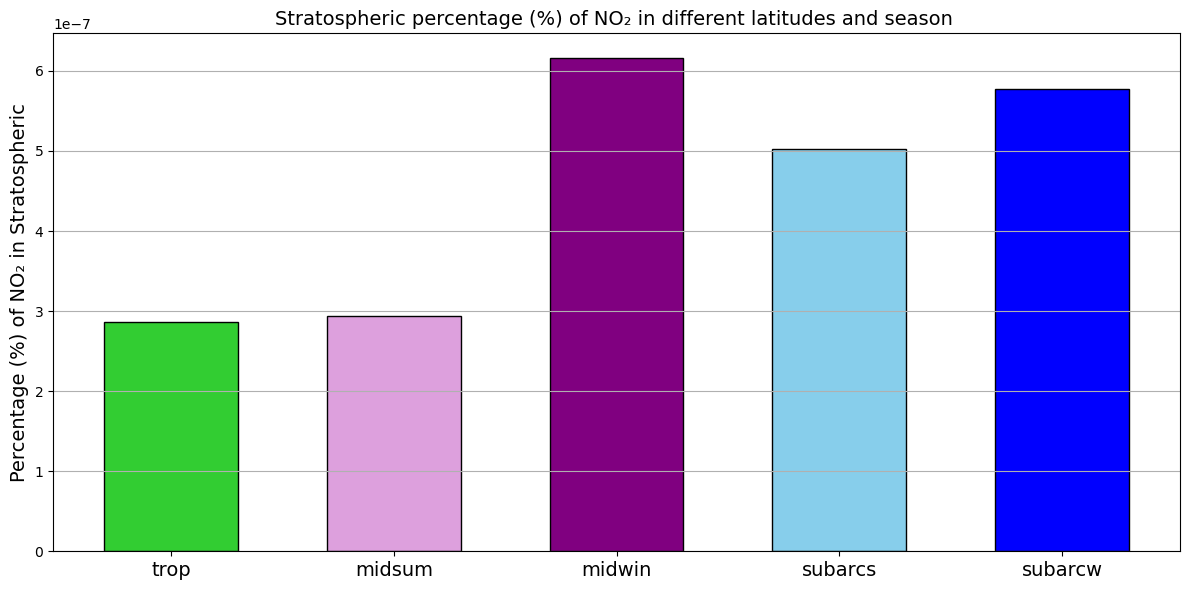 Stratospheric percentage (%) of NO₂ in different latitudes and season
1e−7
Percentage (%) of NO₂ in Stratospheric
6
5
4
3
2
1
0
trop midsum midwin subarcs subarcw